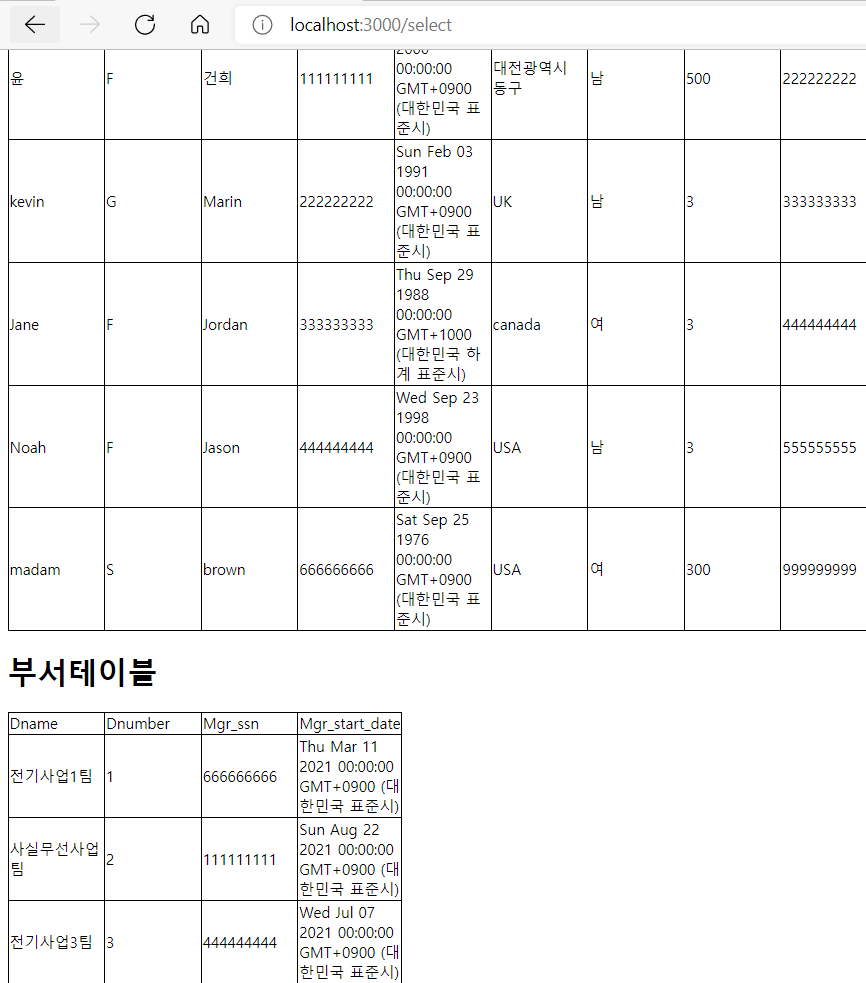 localhost:3000/select
윤 F 건희 111111111 2000 00:00:00 GMT+0900 (대한민국 표준시) 대전광역시 동구 남 500 222222222
kevin G Marin 222222222 Sun Feb 03 1991 00:00:00 GMT+0900 (대한민국 표준시) UK 남 3 333333333
Jane F Jordan 333333333 Thu Sep 29 1988 00:00:00 GMT+1000 (대한민국 하계 표준시) canada 여 3 444444444
Noah F Jason 444444444 Wed Sep 23 1998 00:00:00 GMT+0900 (대한민국 표준시) USA 남 3 555555555
madam S brown 666666666 Sat Sep 25 1976 00:00:00 GMT+0900 (대한민국 표준시) USA 여 300 999999999
부서테이블
Dname Dnumber Mgr_ssn Mgr_start_date
전기사업1팀 1 666666666 Thu Mar 11 2021 00:00:00 GMT+0900 (대한민국 표준시)
사실무선사업팀 2 111111111 Sun Aug 22 2021 00:00:00 GMT+0900 (대한민국 표준시)
전기사업3팀 3 444444444 Wed Jul 07 2021 00:00:00 GMT+0900 (대한민국 표준시)